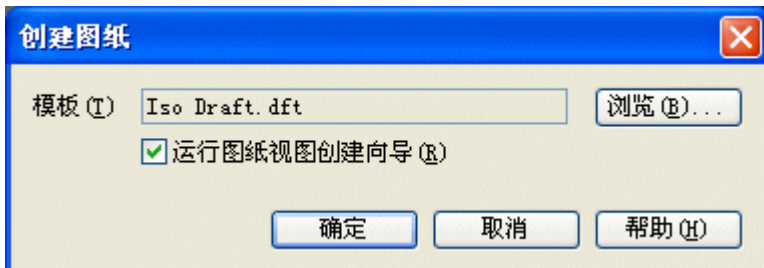 创建图纸
模板(T) Iso Draft.dft 浏览(B)...
运行图纸视图创建向导(R)
确定 取消 帮助(H)